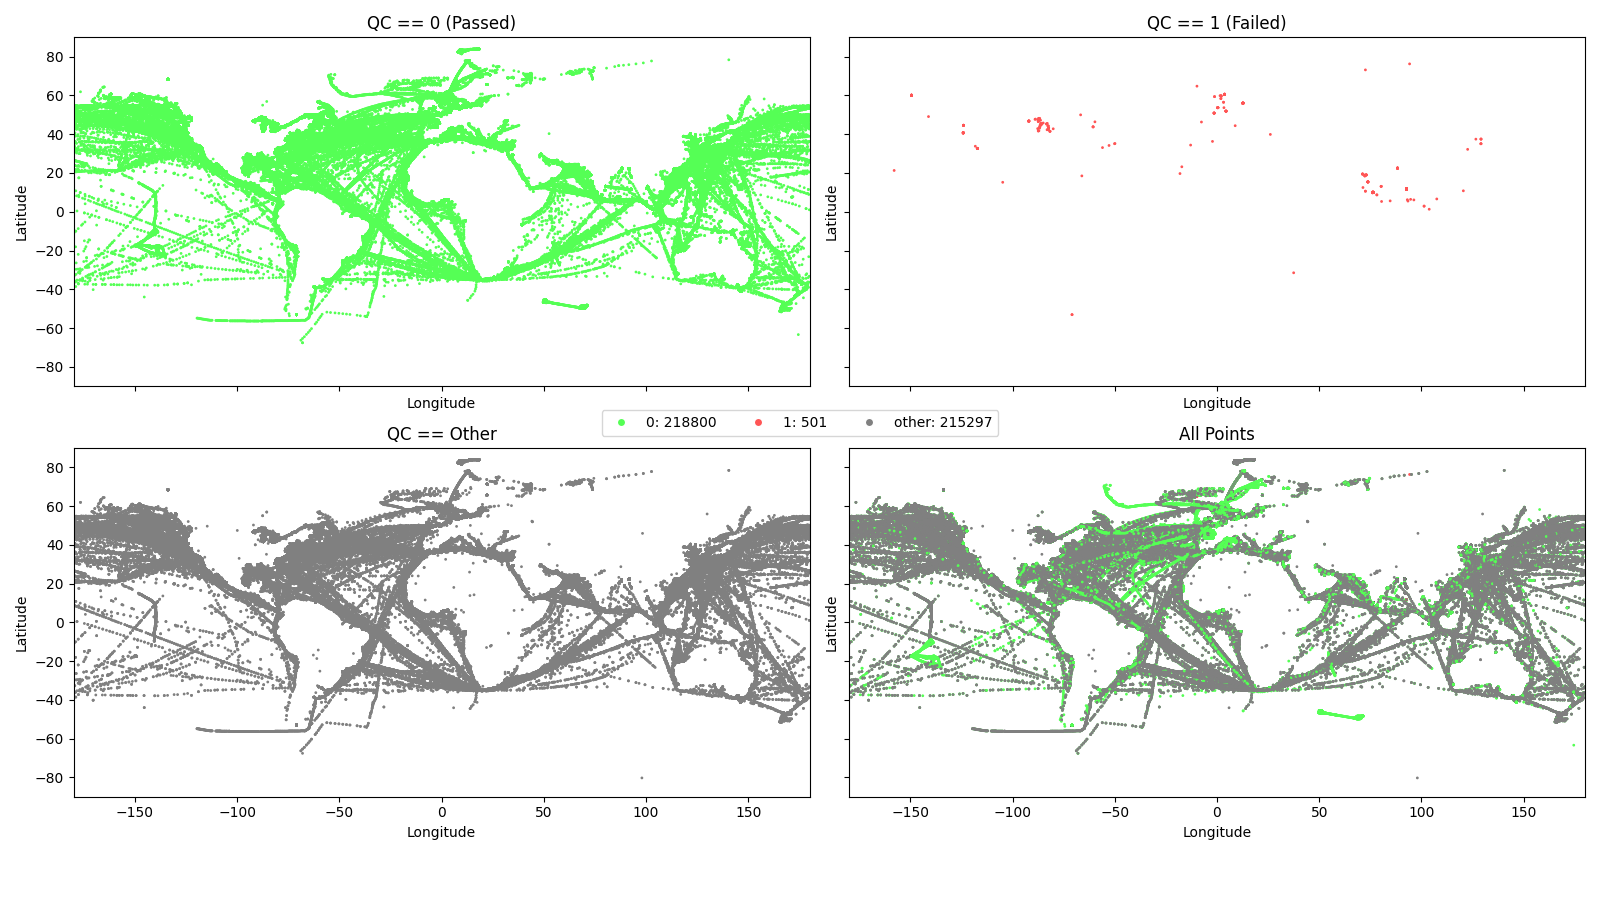 QC == 0 (Passed)
QC == 1 (Failed)
80
60
40
20
0
−20
−40
−60
−80
Latitude
Latitude
Longitude
Longitude
0: 218800
1: 501
other: 215297
QC == Other
All Points
80
60
40
20
0
−20
−40
−60
−80
Latitude
Latitude
−150
−100
−50
0
50
100
150
−150
−100
−50
0
50
100
150
Longitude
Longitude